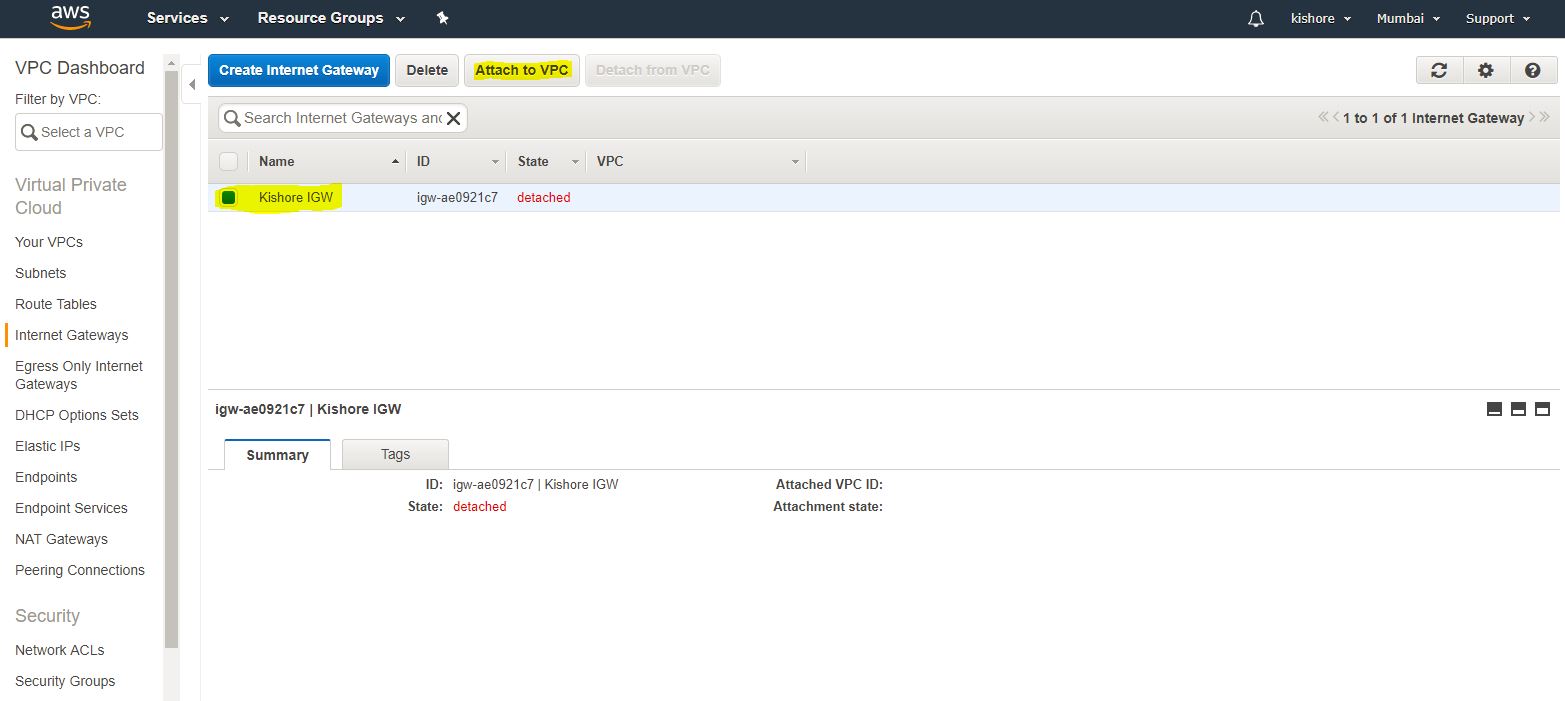 aws Services Resource Groups kishore Mumbai Support
VPC Dashboard
Filter by VPC:
Select a VPC
Virtual Private
Cloud
Your VPCs
Subnets
Route Tables
Internet Gateways
Egress Only Internet
Gateways
DHCP Options Sets
Elastic IPs
Endpoints
Endpoint Services
NAT Gateways
Peering Connections
Security
Network ACLs
Security Groups
Create Internet Gateway Delete Attach to VPC Detach from VPC
Search Internet Gateways and 1 to 1 of 1 Internet Gateway
Name ID State VPC
Kishore IGW igw-ae0921c7 detached
igw-ae0921c7 | Kishore IGW
Summary Tags
ID: igw-ae0921c7 | Kishore IGW Attached VPC ID:
State: detached Attachment state: